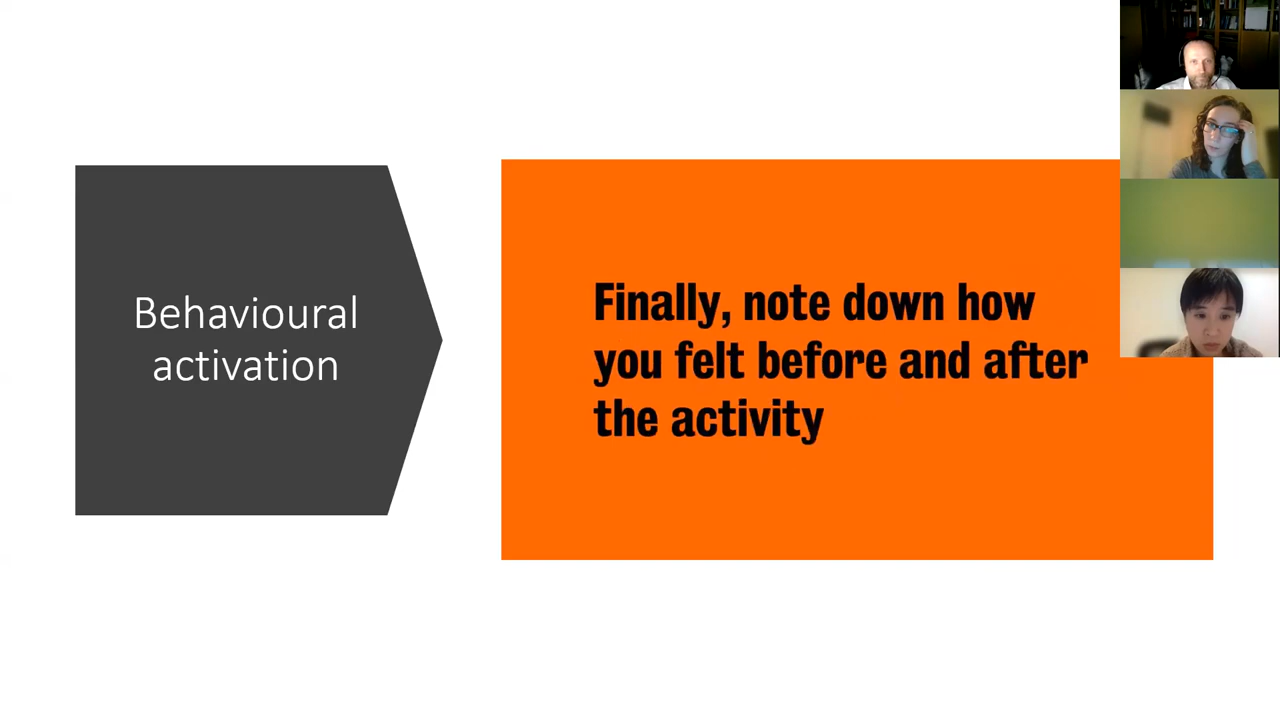 Behavioural
activation
Finally, note down how
you felt before and after
the activity